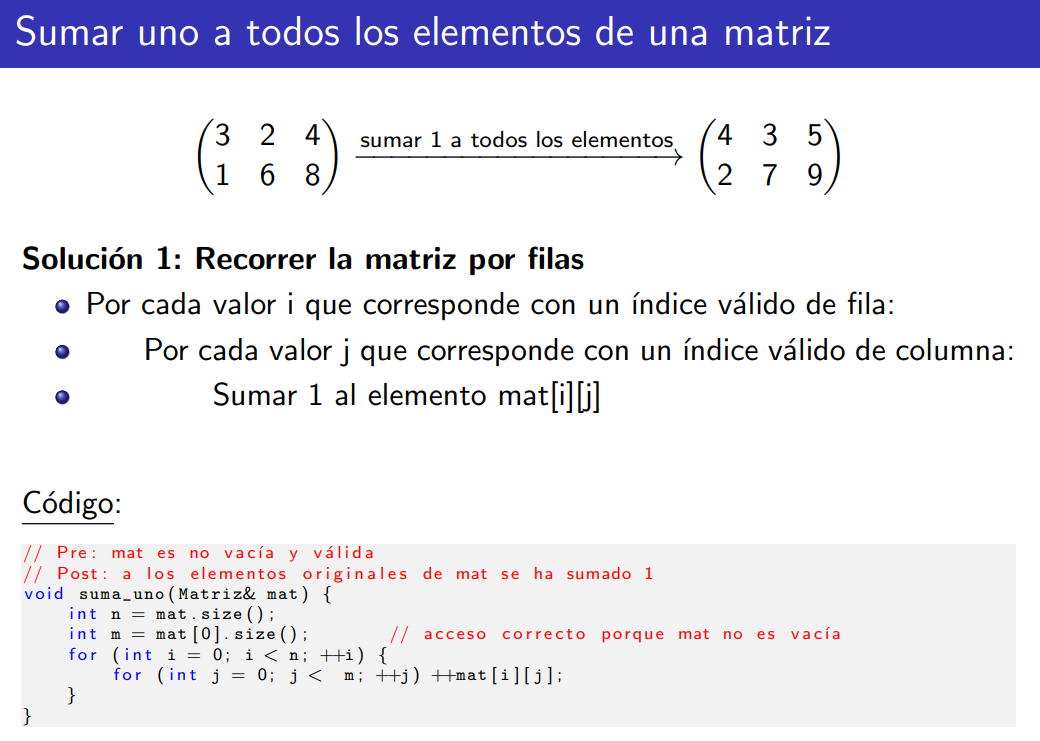 Sumar uno a todos los elementos de una matriz
3 2 4 sumar 1 a todos los elementos 4 3 5
1 6 8 2 7 9
Solución 1: Recorrer la matriz por filas
Por cada valor i que corresponde con un índice válido de fila:
Por cada valor j que corresponde con un índice válido de columna:
Sumar 1 al elemento mat[i][j]
Código:
// Pre: mat es no vacía y válida
// Post: a los elementos originales de mat se ha sumado 1
void suma_uno(Matriz& mat) {
int n = mat.size();
int m = mat[0].size(); // acceso correcto porque mat no es vacía
for (int i = 0; i < n; ++i) {
for (int j = 0; j < m; ++j) ++mat[i][j];
}
}